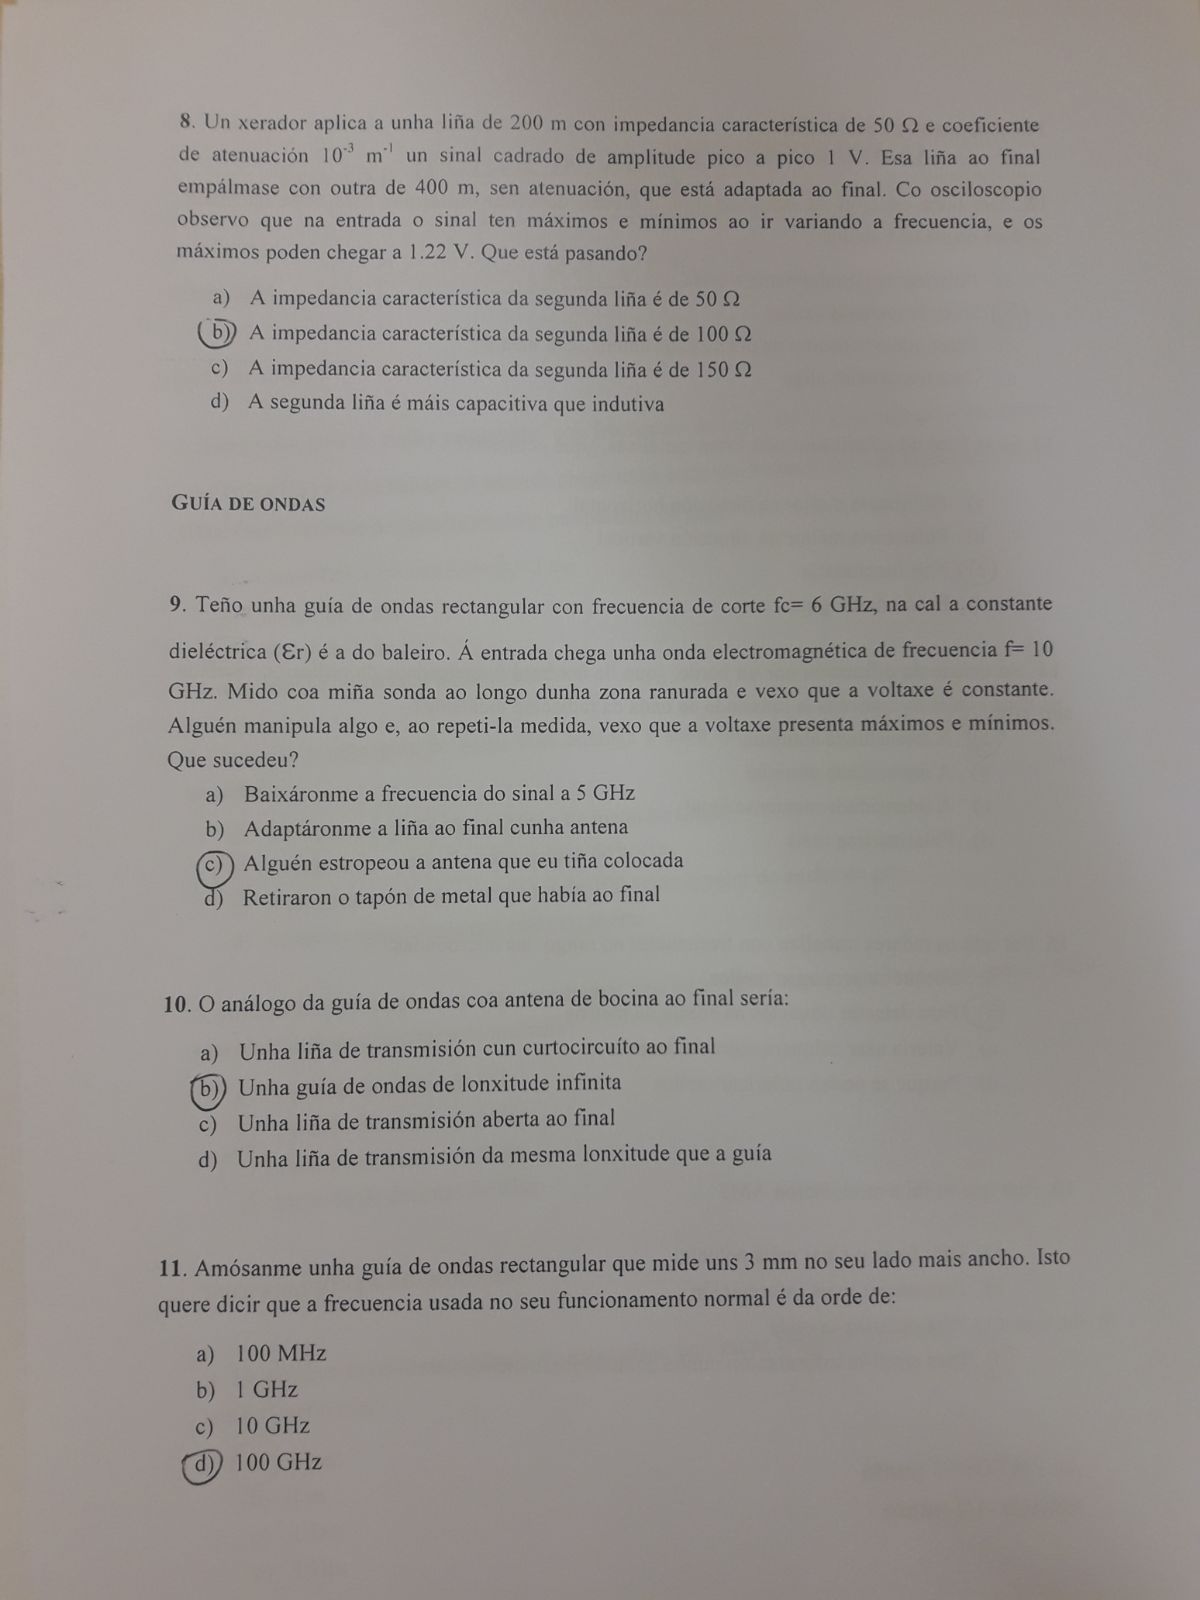 8. Un xerador aplica a unha liña de 200 m con impedancia característica de 50 Ω e coeficiente
de atenuación 10⁻³ m⁻¹ un sinal cadrado de amplitude pico a pico 1 V. Esa liña ao final
empálmase con outra de 400 m, sen atenuación, que está adaptada ao final. Co osciloscopio
observo que na entrada o sinal ten máximos e mínimos ao ir variando a frecuencia, e os
máximos poden chegar a 1.22 V. Que está pasando?
a) A impedancia característica da segunda liña é de 50 Ω
b) A impedancia característica da segunda liña é de 100 Ω
c) A impedancia característica da segunda liña é de 150 Ω
d) A segunda liña é máis capacitiva que indutiva
GUÍA DE ONDAS
9. Teño unha guía de ondas rectangular con frecuencia de corte fc= 6 GHz, na cal a constante
dieléctrica (Ɛr) é a do baleiro. Á entrada chega unha onda electromagnética de frecuencia f= 10
GHz. Mido coa miña sonda ao longo dunha zona ranurada e vexo que a voltaxe é constante.
Alguén manipula algo e, ao repeti-la medida, vexo que a voltaxe presenta máximos e mínimos.
Que sucedeu?
a) Baixáronme a frecuencia do sinal a 5 GHz
b) Adaptáronme a liña ao final cunha antena
c) Alguén estropeou a antena que eu tiña colocada
d) Retiraron o tapón de metal que había ao final
10. O análogo da guía de ondas coa antena de bocina ao final sería:
a) Unha liña de transmisión cun curtocircuíto ao final
b) Unha guía de ondas de lonxitude infinita
c) Unha liña de transmisión aberta ao final
d) Unha liña de transmisión da mesma lonxitude que a guía
11. Amósanme unha guía de ondas rectangular que mide uns 3 mm no seu lado mais ancho. Isto
quere dicir que a frecuencia usada no seu funcionamento normal é da orde de:
a) 100 MHz
b) 1 GHz
c) 10 GHz
d) 100 GHz